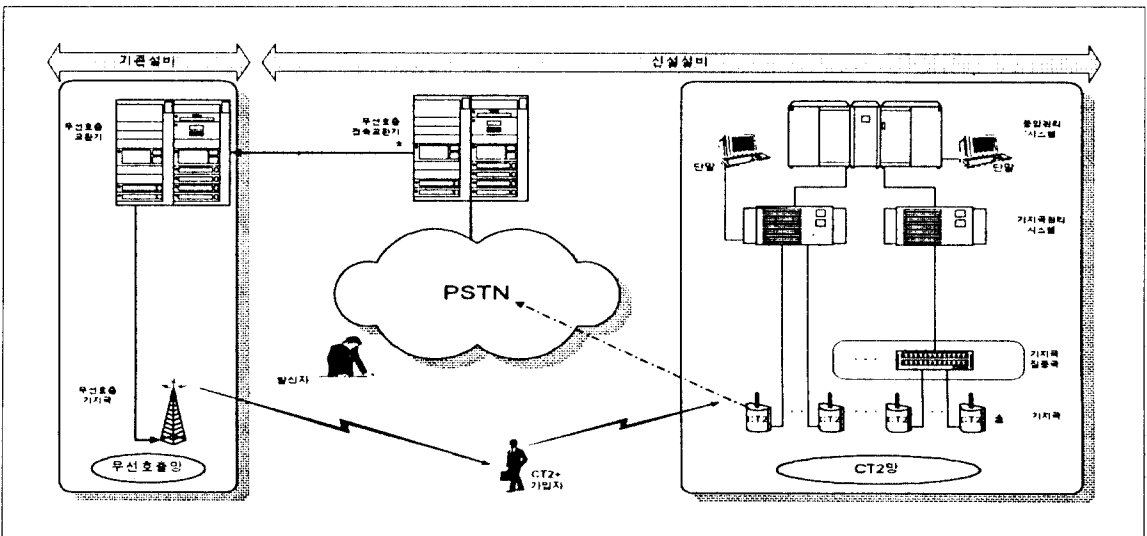 기존설비
신설설비
무선호출
교환기
무선호출
접속교환기
중앙관리
시스템
단말
단말
기지국관리
시스템
PSTN
발신자
기지국
집중국
무선호출
기지국
CT2
CT2
CT2
CT2
기지국
무선호출망
CT2+
가입자
CT2망